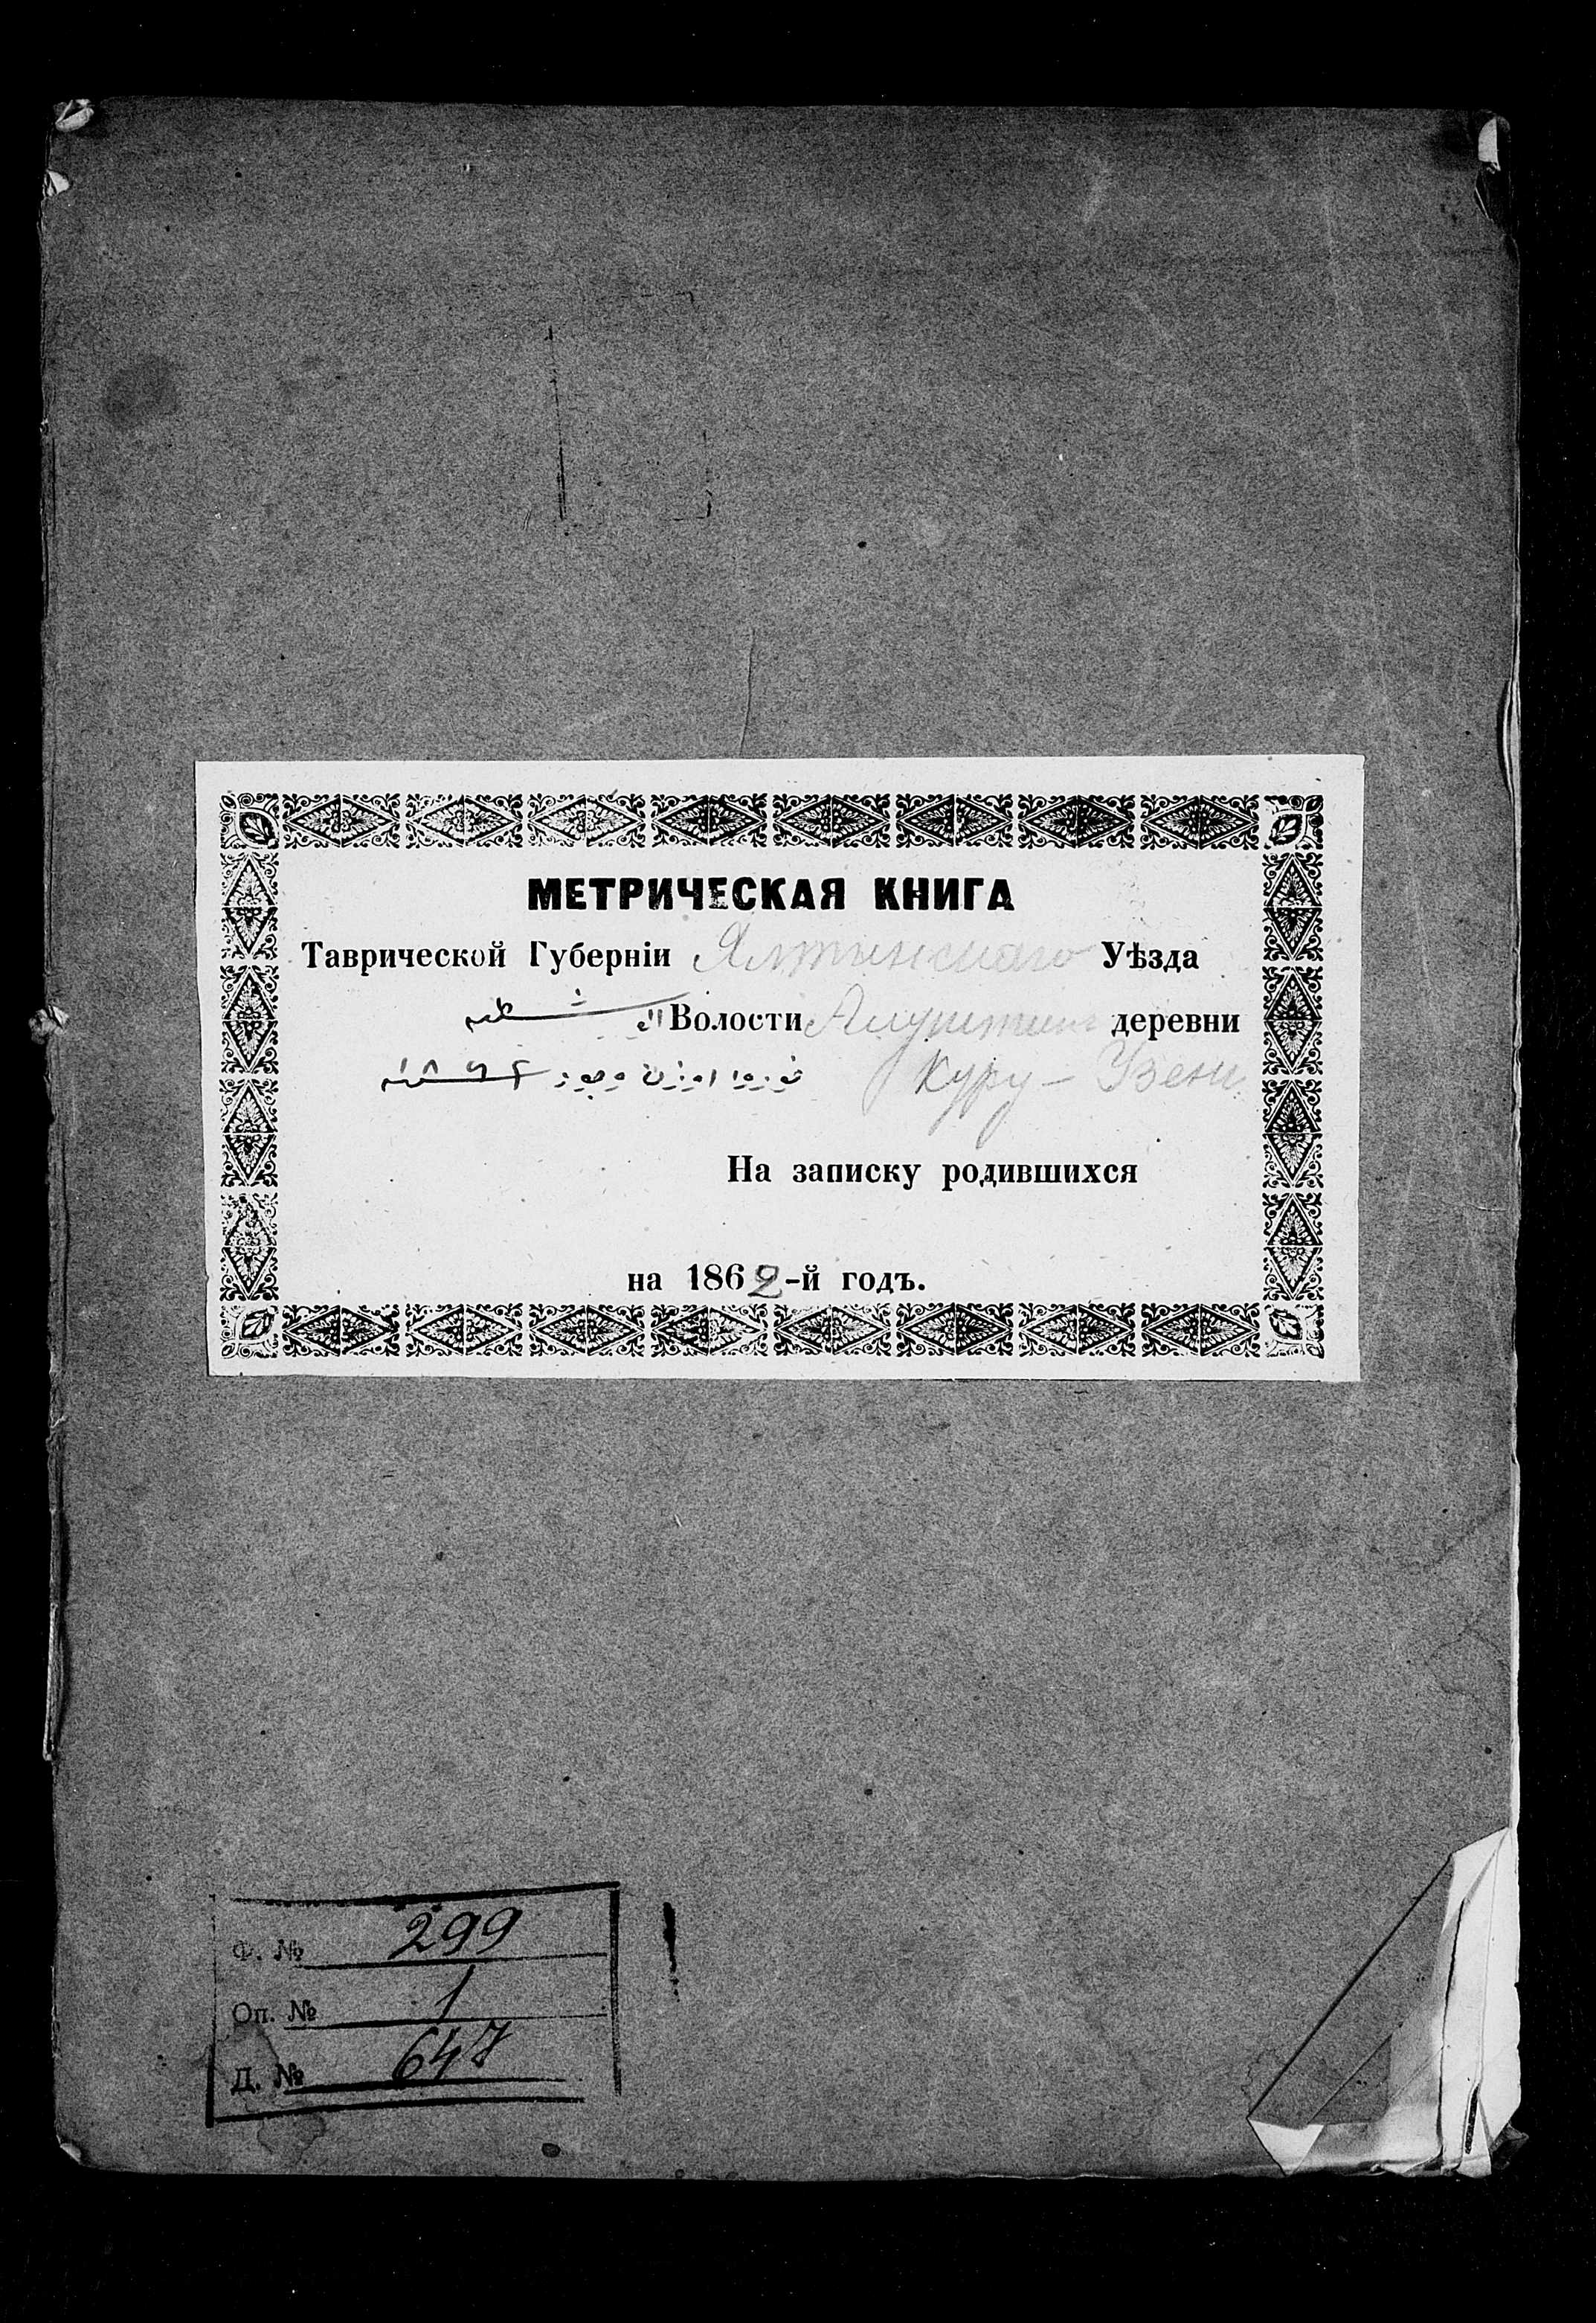 МЕТРИЧЕСКАЯ КНИГА
Таврической Губерніи Ялтинскаго Уѣзда
Волости Алуштин деревни
Куру - Узень
На записку родившихся
на 1862-й годъ.
Ф. № 299
Оп. № 1
Д. № 647